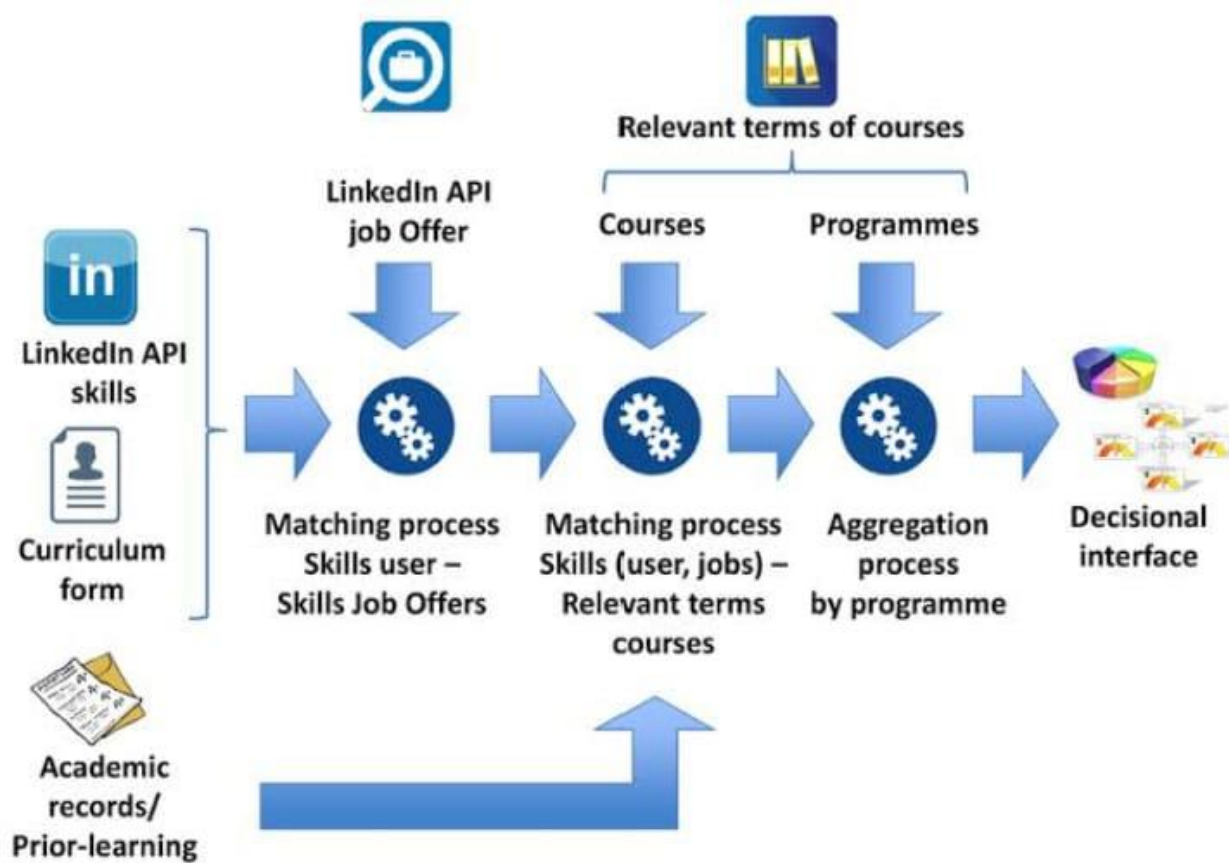 Relevant terms of courses
LinkedIn API
job Offer
Courses
Programmes
in
LinkedIn API
skills
Curriculum
form
Matching process
Skills user –
Skills Job Offers
Matching process
Skills (user, jobs) –
Relevant terms
courses
Aggregation
process
by programme
Decisional
interface
Academic
records/
Prior-learning